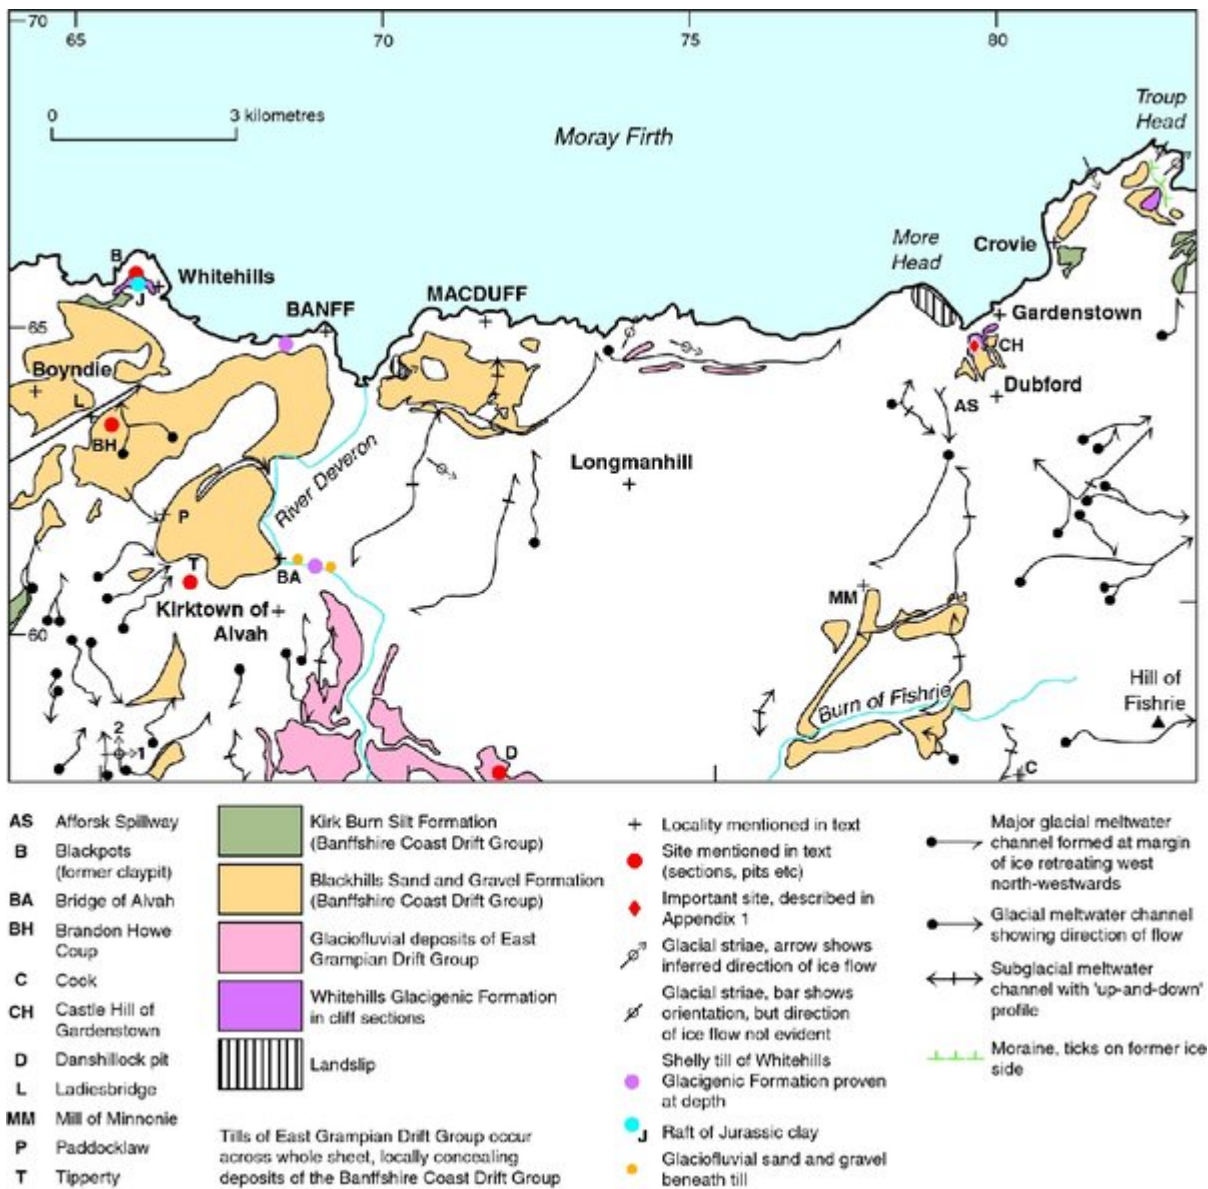 70
65
70
75
80
0
3 kilometres
Moray Firth
Troup
Head
More
Head
Crovie
B
Whitehills
J
BANFF
MACDUFF
Gardenstown
65
CH
Boyndie
Dubford
L
AS
BH
River Deveron
Longmanhill
P
T
BA
MM
Kirktown of
Alvah
60
Burn of Fishrie
Hill of
Fishrie
2
1
D
C
AS Afforsk Spillway
B Blackpots
(former claypit)
BA Bridge of Alvah
BH Brandon Howe
Coup
C Cook
CH Castle Hill of
Gardenstown
D Danshillock pit
L Ladiesbridge
MM Mill of Minnonie
P Paddocklaw
T Tipperty
Kirk Burn Silt Formation
(Banffshire Coast Drift Group)
Blackhills Sand and Gravel Formation
(Banffshire Coast Drift Group)
Glaciofluvial deposits of East
Grampian Drift Group
Whitehills Glacigenic Formation
in cliff sections
Landslip
Tills of East Grampian Drift Group occur
across whole sheet, locally concealing
deposits of the Banffshire Coast Drift Group
Locality mentioned in text
Site mentioned in text
(sections, pits etc)
Important site, described in
Appendix 1
Glacial striae, arrow shows
inferred direction of ice flow
Glacial striae, bar shows
orientation, but direction
of ice flow not evident
Shelly till of Whitehills
Glacigenic Formation proven
at depth
J Raft of Jurassic clay
Glaciofluvial sand and gravel
beneath till
Major glacial meltwater
channel formed at margin
of ice retreating west
north-westwards
Glacial meltwater channel
showing direction of flow
Subglacial meltwater
channel with 'up-and-down'
profile
Moraine, ticks on former ice
side